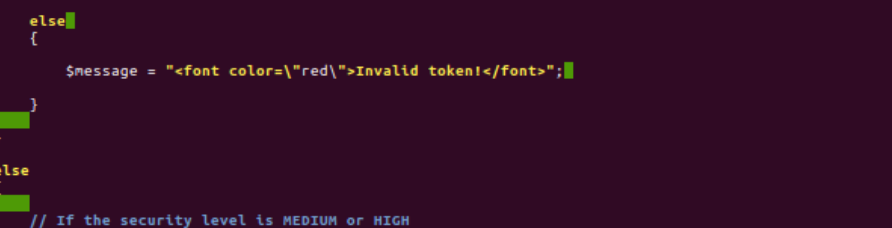 else
{
$message = "<font color=\"red\">Invalid token!</font>";
}
else
// If the security level is MEDIUM or HIGH